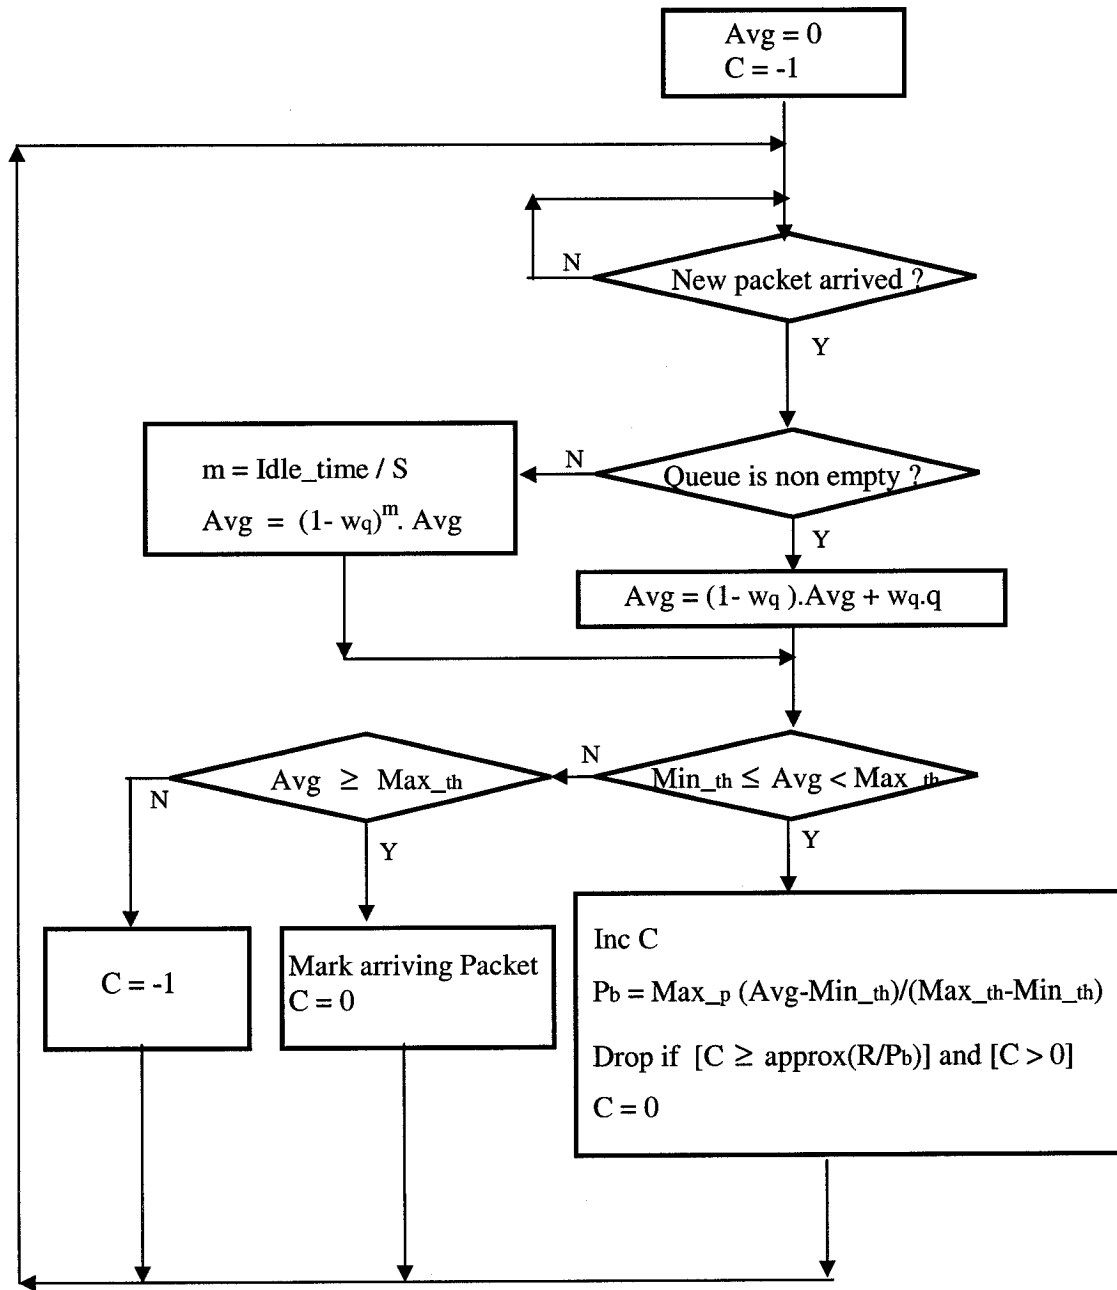 Avg = 0
C = -1
N
New packet arrived ?
Y
m = Idle_time / S
Avg = (1- wq)^m. Avg
N
Queue is non empty ?
Y
Avg = (1- wq ).Avg + wq.q
Avg ≥ Max_th
N
Min_th ≤ Avg < Max_th
N
Y
Y
C = -1
Mark arriving Packet
C = 0
Inc C
Pb = Max_p (Avg-Min_th)/(Max_th-Min_th)
Drop if [C ≥ approx(R/Pb)] and [C > 0]
C = 0